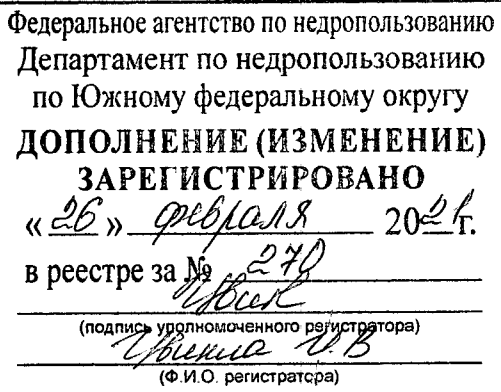 Федеральное агентство по недропользованию
Департамент по недропользованию
по Южному федеральному округу
ДОПОЛНЕНИЕ (ИЗМЕНЕНИЕ)
ЗАРЕГИСТРИРОВАНО
«26» февраля 2021г.
в реестре за № 270
(подпись уполномоченного регистратора)
И.В
(Ф.И.О. регистратора)